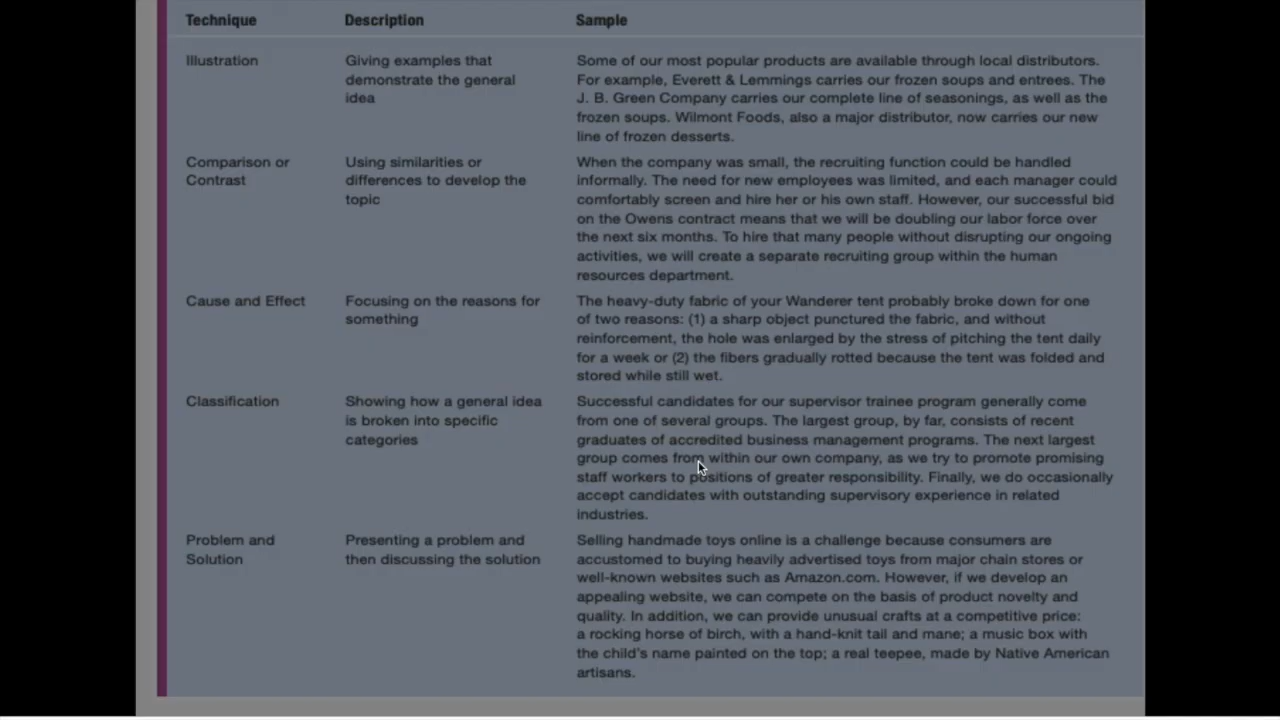 Technique Description Sample
Illustration Giving examples that Some of our most popular products are available through local distributors.
demonstrate the general For example, Everett & Lemmings carries our frozen soups and entrees. The
idea J. B. Green Company carries our complete line of seasonings, as well as the
frozen soups. Wilmont Foods, also a major distributor, now carries our new
line of frozen desserts.
Comparison or Using similarities or When the company was small, the recruiting function could be handled
Contrast differences to develop the informally. The need for new employees was limited, and each manager could
topic comfortably screen and hire her or his own staff. However, our successful bid
on the Owens contract means that we will be doubling our labor force over
the next six months. To hire that many people without disrupting our ongoing
activities, we will create a separate recruiting group within the human
resources department.
Cause and Effect Focusing on the reasons for The heavy-duty fabric of your Wanderer tent probably broke down for one
something of two reasons: (1) a sharp object punctured the fabric, and without
reinforcement, the hole was enlarged by the stress of pitching the tent daily
for a week or (2) the fibers gradually rotted because the tent was folded and
stored while still wet.
Classification Showing how a general idea Successful candidates for our supervisor trainee program generally come
is broken into specific from one of several groups. The largest group, by far, consists of recent
categories graduates of accredited business management programs. The next largest
group comes from within our own company, as we try to promote promising
staff workers to positions of greater responsibility. Finally, we do occasionally
accept candidates with outstanding supervisory experience in related
industries.
Problem and Presenting a problem and Selling handmade toys online is a challenge because consumers are
Solution then discussing the solution accustomed to buying heavily advertised toys from major chain stores or
well-known websites such as Amazon.com. However, if we develop an
appealing website, we can compete on the basis of product novelty and
quality. In addition, we can provide unusual crafts at a competitive price:
a rocking horse of birch, with a hand-knit tail and mane; a music box with
the child's name painted on the top; a real teepee, made by Native American
artisans.